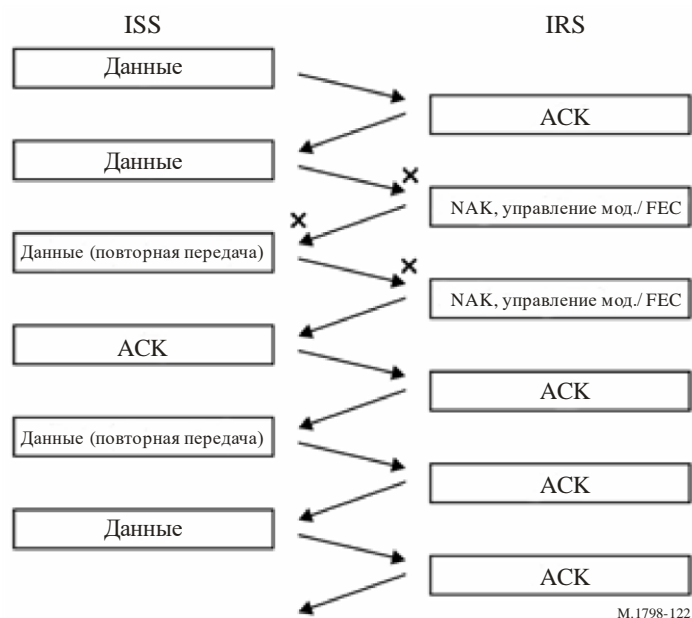 ISS
IRS
Данные
ACK
Данные
NAK, управление мод./ FEC
Данные (повторная передача)
NAK, управление мод./ FEC
ACK
ACK
Данные (повторная передача)
ACK
Данные
ACK
M.1798-122